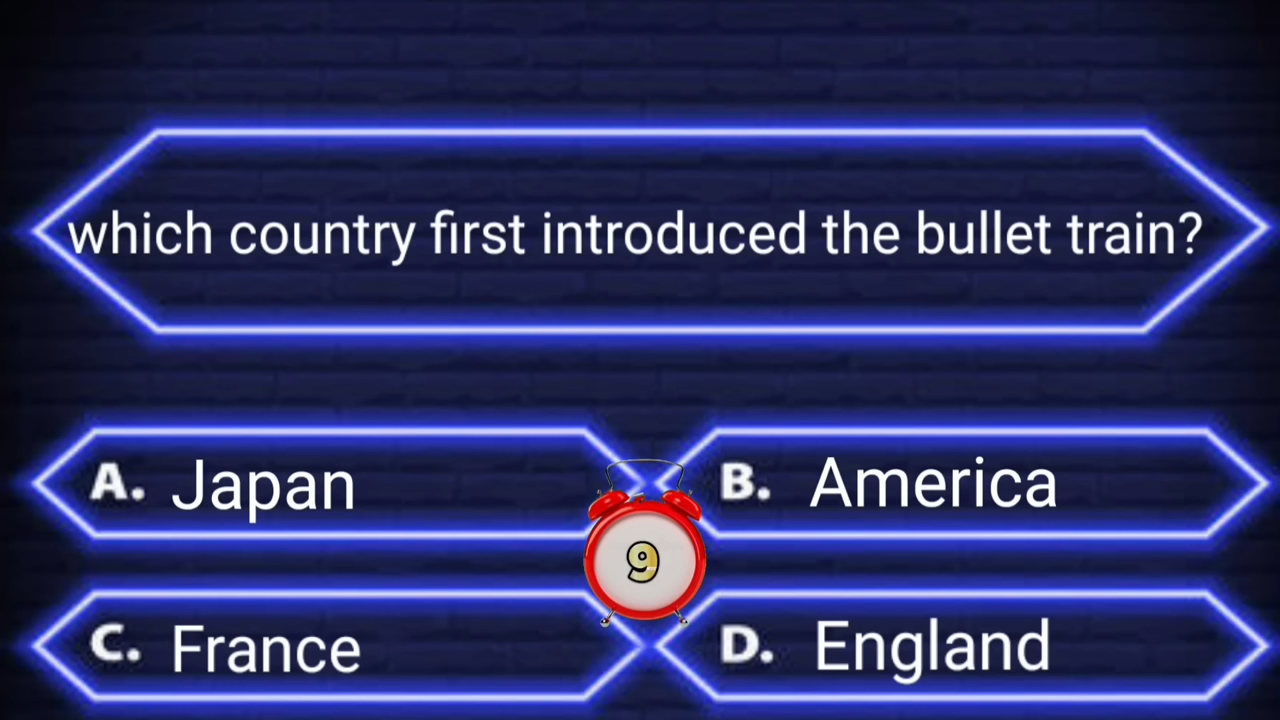 which country first introduced the bullet train?
A. Japan
B. America
9
C. France
D. England